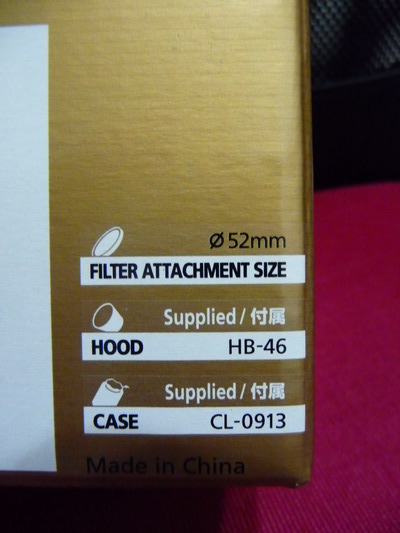 Ø52mm
FILTER ATTACHMENT SIZE
Supplied / 付属
HOOD HB-46
Supplied / 付属
CASE CL-0913
Made in China